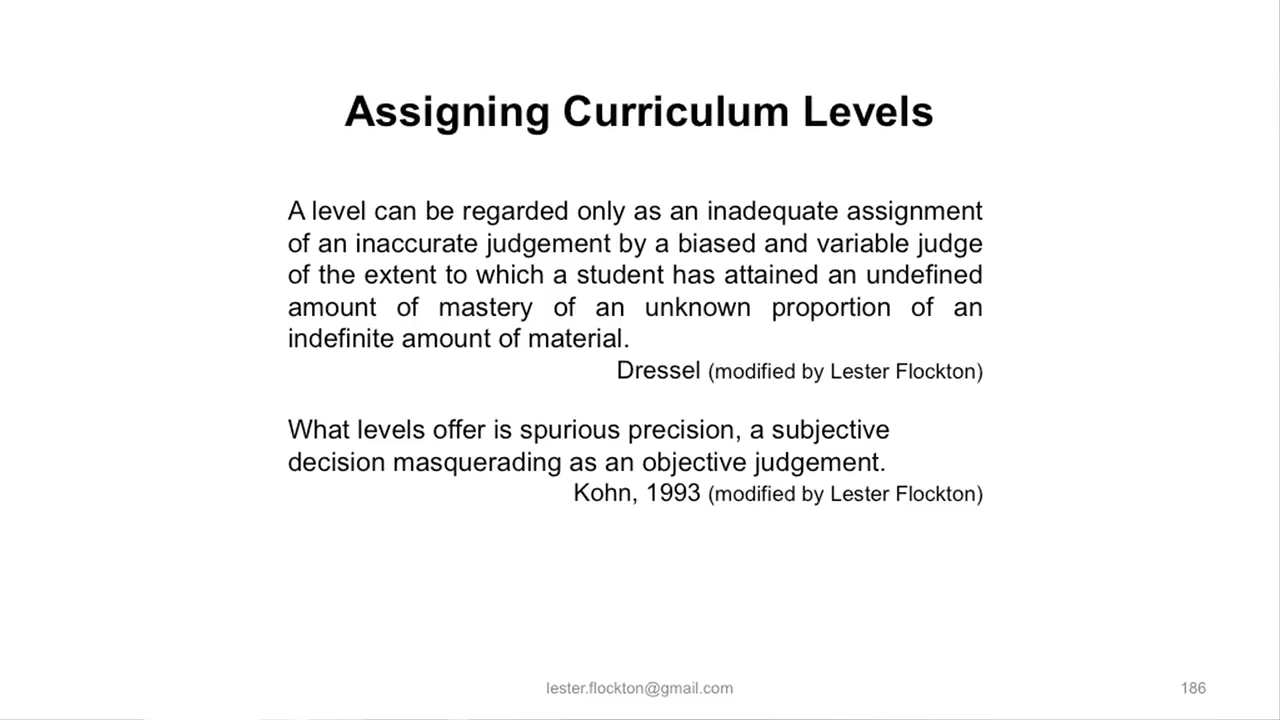 Assigning Curriculum Levels
A level can be regarded only as an inadequate assignment
of an inaccurate judgement by a biased and variable judge
of the extent to which a student has attained an undefined
amount of mastery of an unknown proportion of an
indefinite amount of material.
Dressel (modified by Lester Flockton)
What levels offer is spurious precision, a subjective
decision masquerading as an objective judgement.
Kohn, 1993 (modified by Lester Flockton)
lester.flockton@gmail.com
186